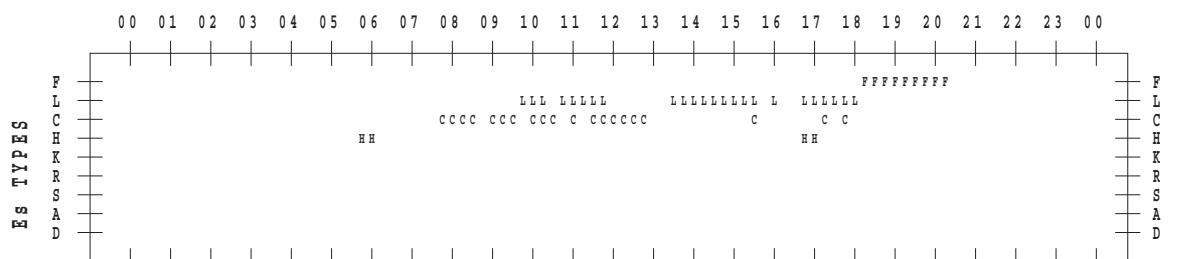 00 01 02 03 04 05 06 07 08 09 10 11 12 13 14 15 16 17 18 19 20 21 22 23 00
Es TYPES
F FFFFFFFFF F
L LLL LLLLL LLLLLLLLL L LLLLLL L
C CCCC CCC CCC C CCCCCC C C C C
H HH HH H
K K
R R
S S
A A
D D